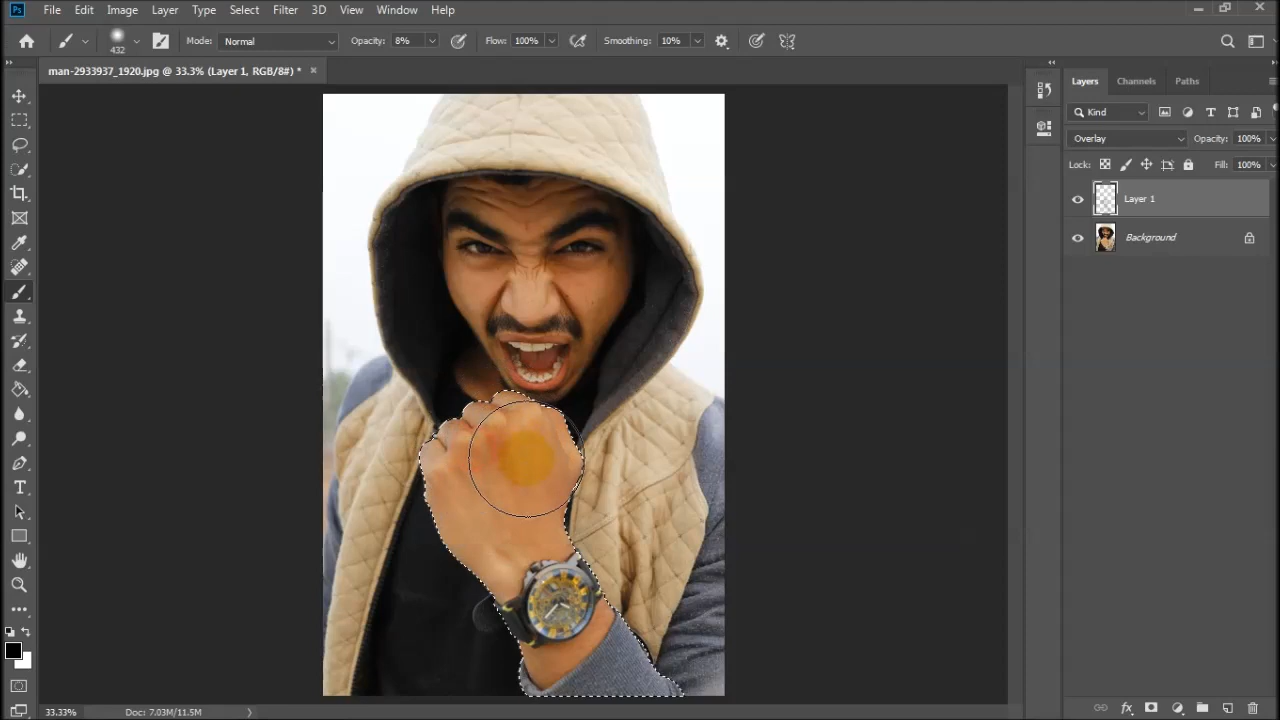 Ps File Edit Image Layer Type Select Filter 3D View Window Help
432 Mode: Normal Opacity: 8% Flow: 100% Smoothing: 10%
man-2933937_1920.jpg @ 33.3% (Layer 1, RGB/8#) *
Layers Channels Paths
Kind
Overlay Opacity: 100%
Lock: Fill: 100%
Layer 1
Background
33.33% Doc: 7.03M/11.5M